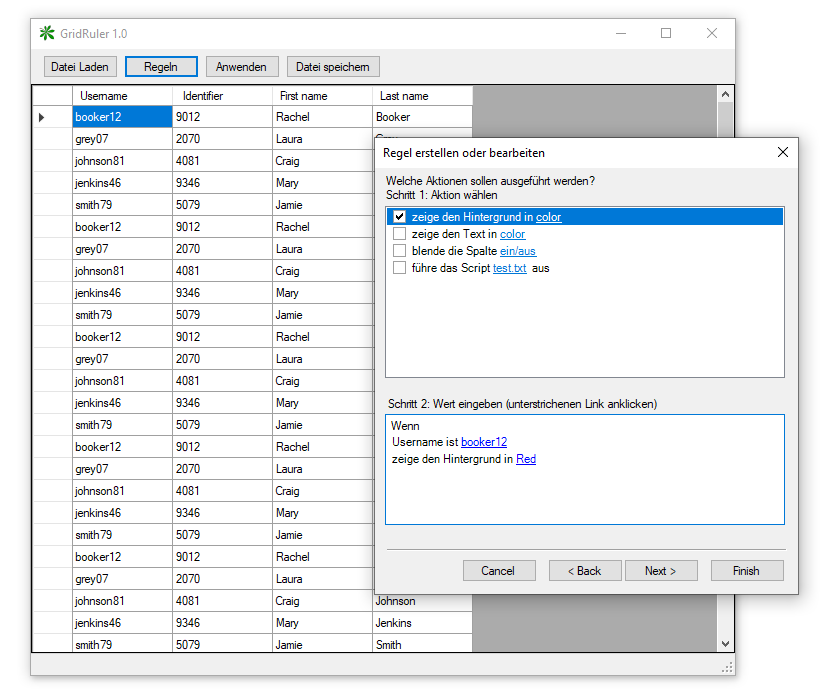 GridRuler 1.0
Datei Laden Regeln Anwenden Datei speichern
Username Identifier First name Last name
booker12 9012 Rachel Booker
grey07 2070 Laura
johnson81 4081 Craig
jenkins46 9346 Mary
smith79 5079 Jamie
booker12 9012 Rachel
grey07 2070 Laura
johnson81 4081 Craig
jenkins46 9346 Mary
smith79 5079 Jamie
booker12 9012 Rachel
grey07 2070 Laura
johnson81 4081 Craig
jenkins46 9346 Mary
smith79 5079 Jamie
booker12 9012 Rachel
grey07 2070 Laura
johnson81 4081 Craig
jenkins46 9346 Mary
smith79 5079 Jamie
booker12 9012 Rachel
grey07 2070 Laura
johnson81 4081 Craig Johnson
jenkins46 9346 Mary Jenkins
smith79 5079 Jamie Smith
Regel erstellen oder bearbeiten
Welche Aktionen sollen ausgeführt werden?
Schritt 1: Aktion wählen
zeige den Hintergrund in color
zeige den Text in color
blende die Spalte ein/aus
führe das Script test.txt aus
Schritt 2: Wert eingeben (unterstrichenen Link anklicken)
Wenn
Username ist booker12
zeige den Hintergrund in Red
Cancel < Back Next > Finish